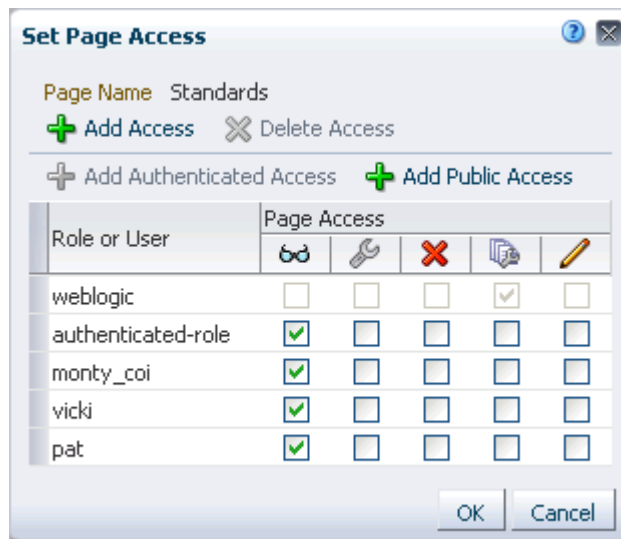 Set Page Access
Page Name Standards
Add Access Delete Access
Add Authenticated Access Add Public Access
Role or User
Page Access
weblogic
authenticated-role
monty_coi
vicki
pat
OK Cancel